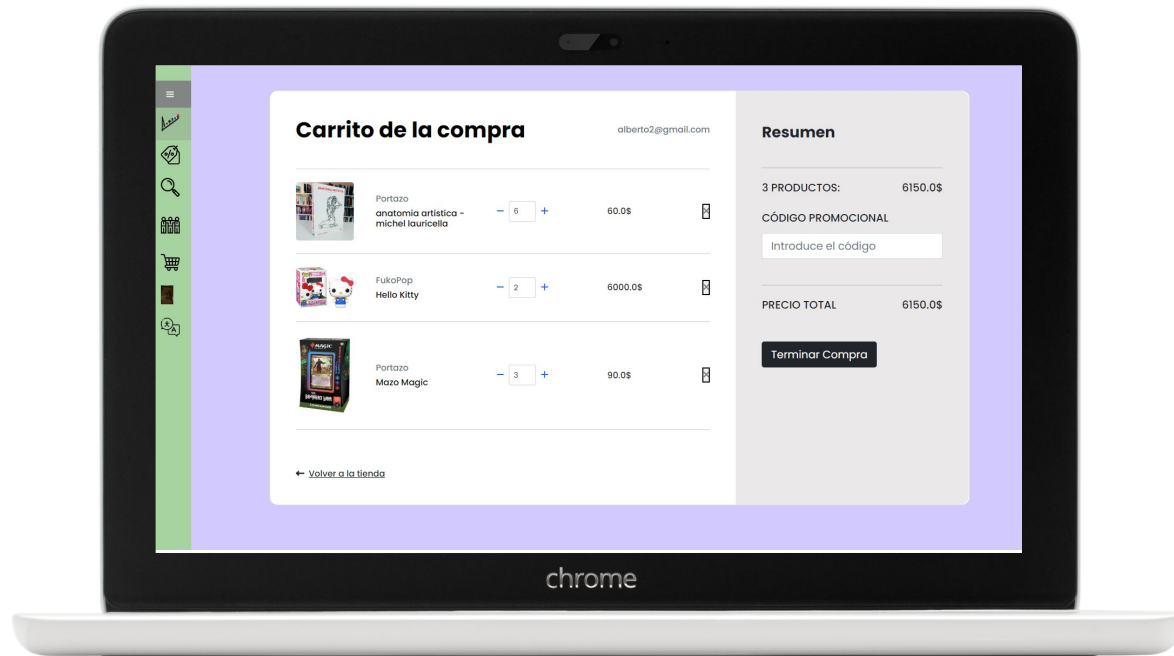 Carrito de la compra
alberto2@gmail.com
Portazo
anatomia artistica -
michel lauricella
− 6 +
60.0$
FukoPop
Hello Kitty
− 2 +
6000.0$
MAGIC
Portazo
Mazo Magic
− 3 +
90.0$
← Volver a la tienda
Resumen
3 PRODUCTOS: 6150.0$
CÓDIGO PROMOCIONAL
Introduce el código
PRECIO TOTAL 6150.0$
Terminar Compra
chrome